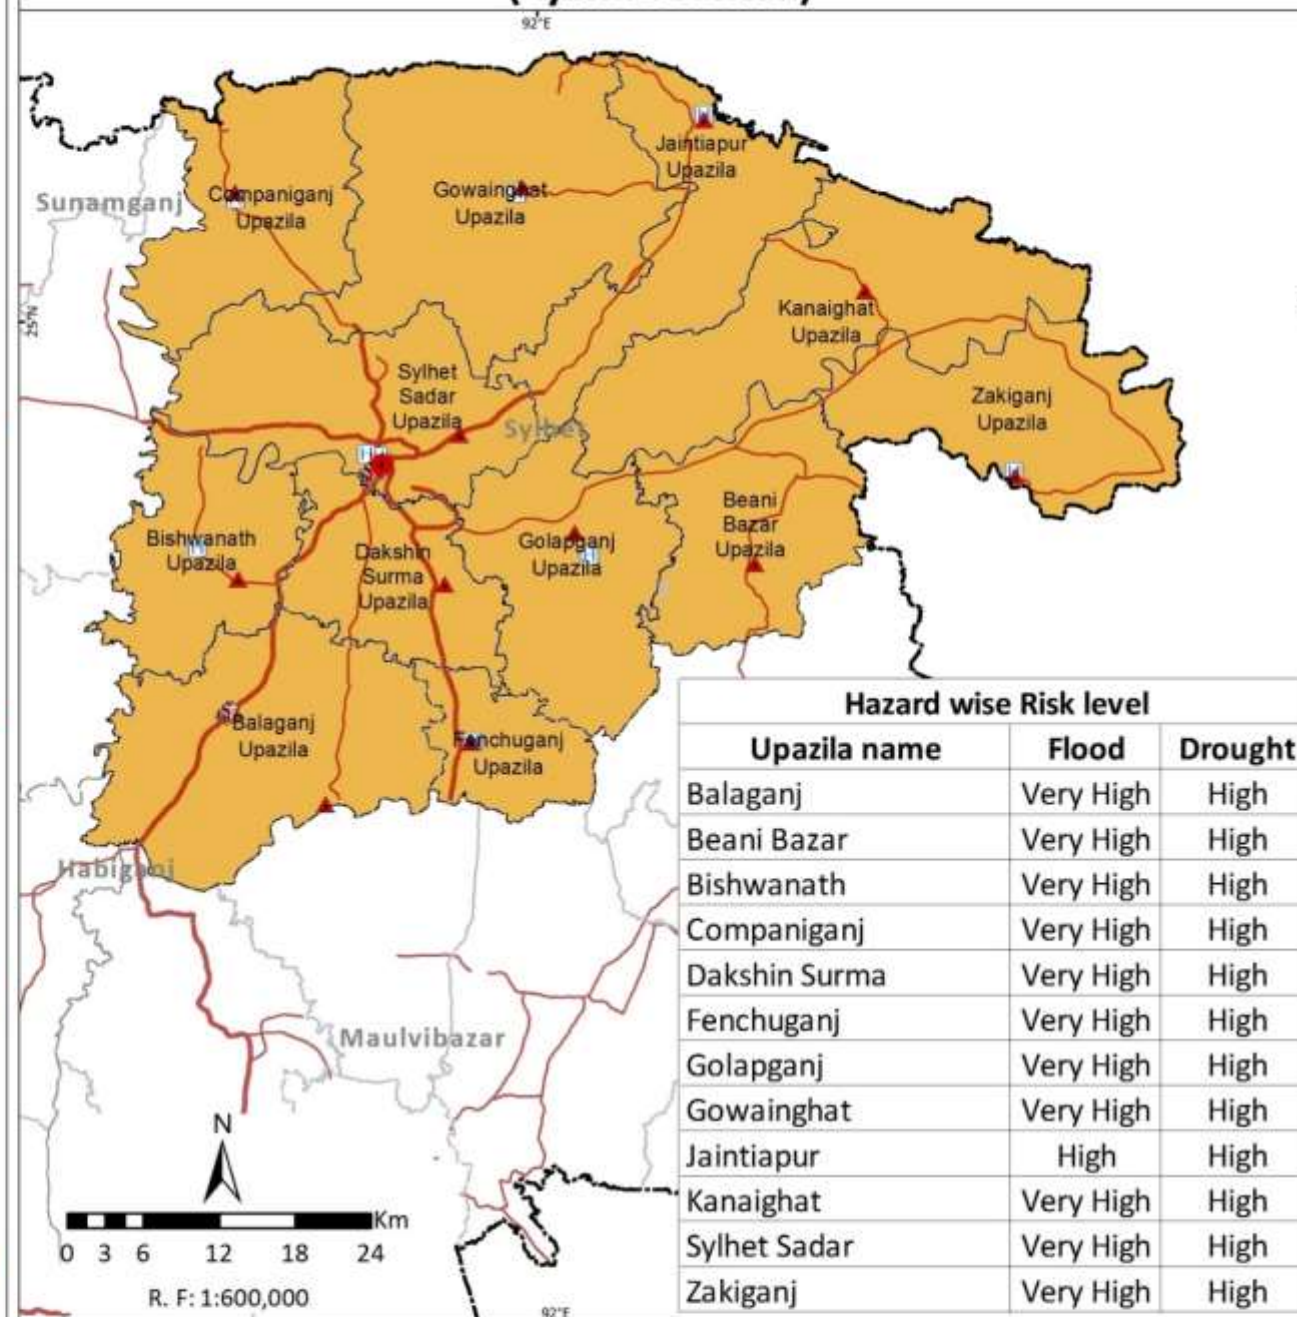 92°E
Jaintiapur
Upazila
Companiganj
Upazila
Gowainghat
Upazila
Sunamganj
25°N
Kanaighat
Upazila
Sylhet
Sadar
Upazila
Sylhet
Zakiganj
Upazila
Beani
Bazar
Upazila
Bishwanath
Upazila
Dakshin
Surma
Upazila
Golapganj
Upazila
Balaganj
Upazila
Fenchuganj
Upazila
Habiganj
Maulvibazar
N
Km
0 3 6 12 18 24
R. F: 1:600,000
92°E
Hazard wise Risk level
Upazila name Flood Drought
Balaganj Very High High
Beani Bazar Very High High
Bishwanath Very High High
Companiganj Very High High
Dakshin Surma Very High High
Fenchuganj Very High High
Golapganj Very High High
Gowainghat Very High High
Jaintiapur High High
Kanaighat Very High High
Sylhet Sadar Very High High
Zakiganj Very High High